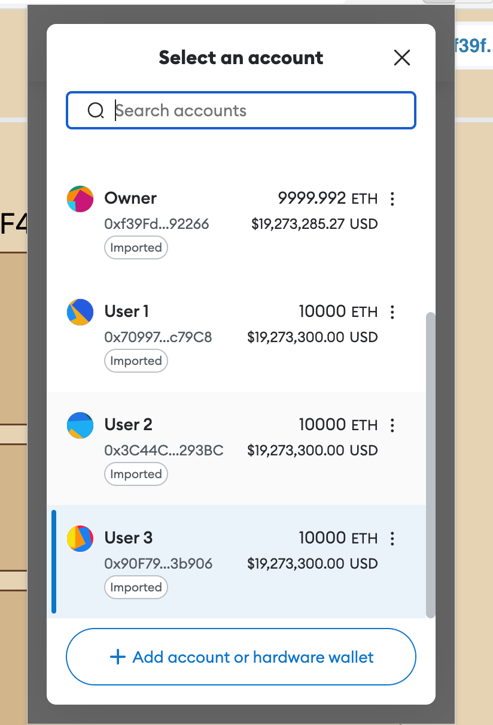 Select an account
f39f..
Search accounts
Owner
9999.992 ETH
0xf39Fd...92266
$19,273,285.27 USD
Imported
F4
User 1
10000 ETH
0x70997...c79C8
$19,273,300.00 USD
Imported
User 2
10000 ETH
0x3C44C...293BC
$19,273,300.00 USD
Imported
User 3
10000 ETH
0x90F79...3b906
$19,273,300.00 USD
Imported
+ Add account or hardware wallet